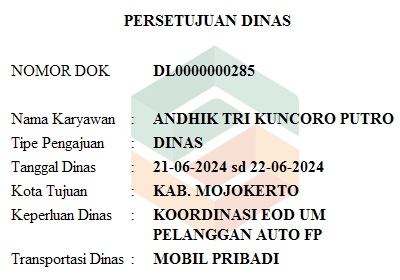 PERSETUJUAN DINAS
NOMOR DOK DL0000000285
Nama Karyawan : ANDHIK TRI KUNCORO PUTRO
Tipe Pengajuan : DINAS
Tanggal Dinas : 21-06-2024 sd 22-06-2024
Kota Tujuan : KAB. MOJOKERTO
Keperluan Dinas : KOORDINASI EOD UM
PELANGGAN AUTO FP
Transportasi Dinas : MOBIL PRIBADI